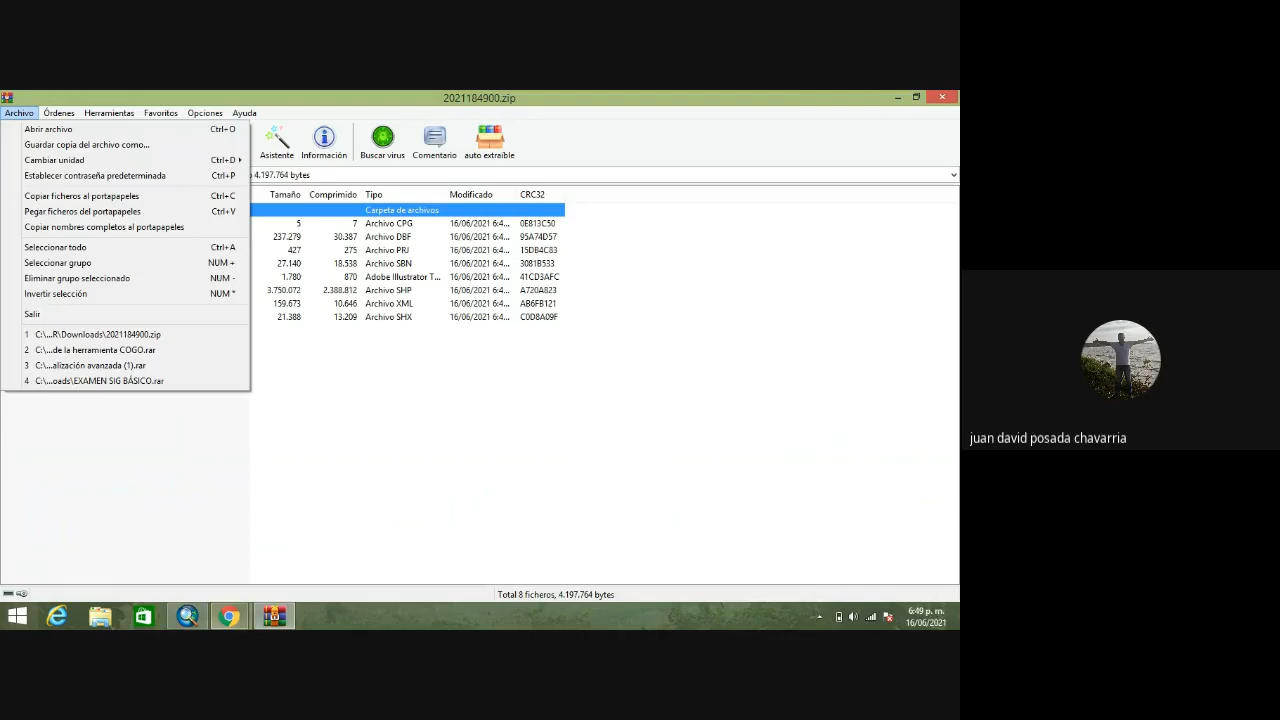 2021184900.zip
Archivo Órdenes Herramientas Favoritos Opciones Ayuda
Abrir archivo Ctrl+O
Guardar copia del archivo como...
Cambiar unidad Ctrl+D
Establecer contraseña predeterminada Ctrl+P
Copiar ficheros al portapapeles Ctrl+C
Pegar ficheros del portapapeles Ctrl+V
Copiar nombres completos al portapapeles
Seleccionar todo Ctrl+A
Seleccionar grupo NUM +
Eliminar grupo seleccionado NUM -
Invertir selección NUM *
Salir
1 C:\...R\Downloads\2021184900.zip
2 C:\...de la herramienta COGO.rar
3 C:\...alización avanzada (1).rar
4 C:\...oads\EXAMEN SIG BÁSICO.rar
Asistente Información Buscar virus Comentario auto extraíble
4.197.764 bytes
Tamaño Comprimido Tipo Modificado CRC32
Carpeta de archivos
5 7 Archivo CPG 16/06/2021 6:4... 0E813C50
237.279 30.387 Archivo DBF 16/06/2021 6:4... 95A74D57
427 275 Archivo PRJ 16/06/2021 6:4... 15DB4C83
27.140 18.538 Archivo SBN 16/06/2021 6:4... 3081B533
1.780 870 Adobe Illustrator T... 16/06/2021 6:4... 41CD3AFC
3.750.072 2.388.812 Archivo SHP 16/06/2021 6:4... A720A823
159.673 10.646 Archivo XML 16/06/2021 6:4... AB6FB121
21.388 13.209 Archivo SHX 16/06/2021 6:4... C0D8A09F
Total 8 ficheros, 4.197.764 bytes
6:49 p. m.
16/06/2021
juan david posada chavarria